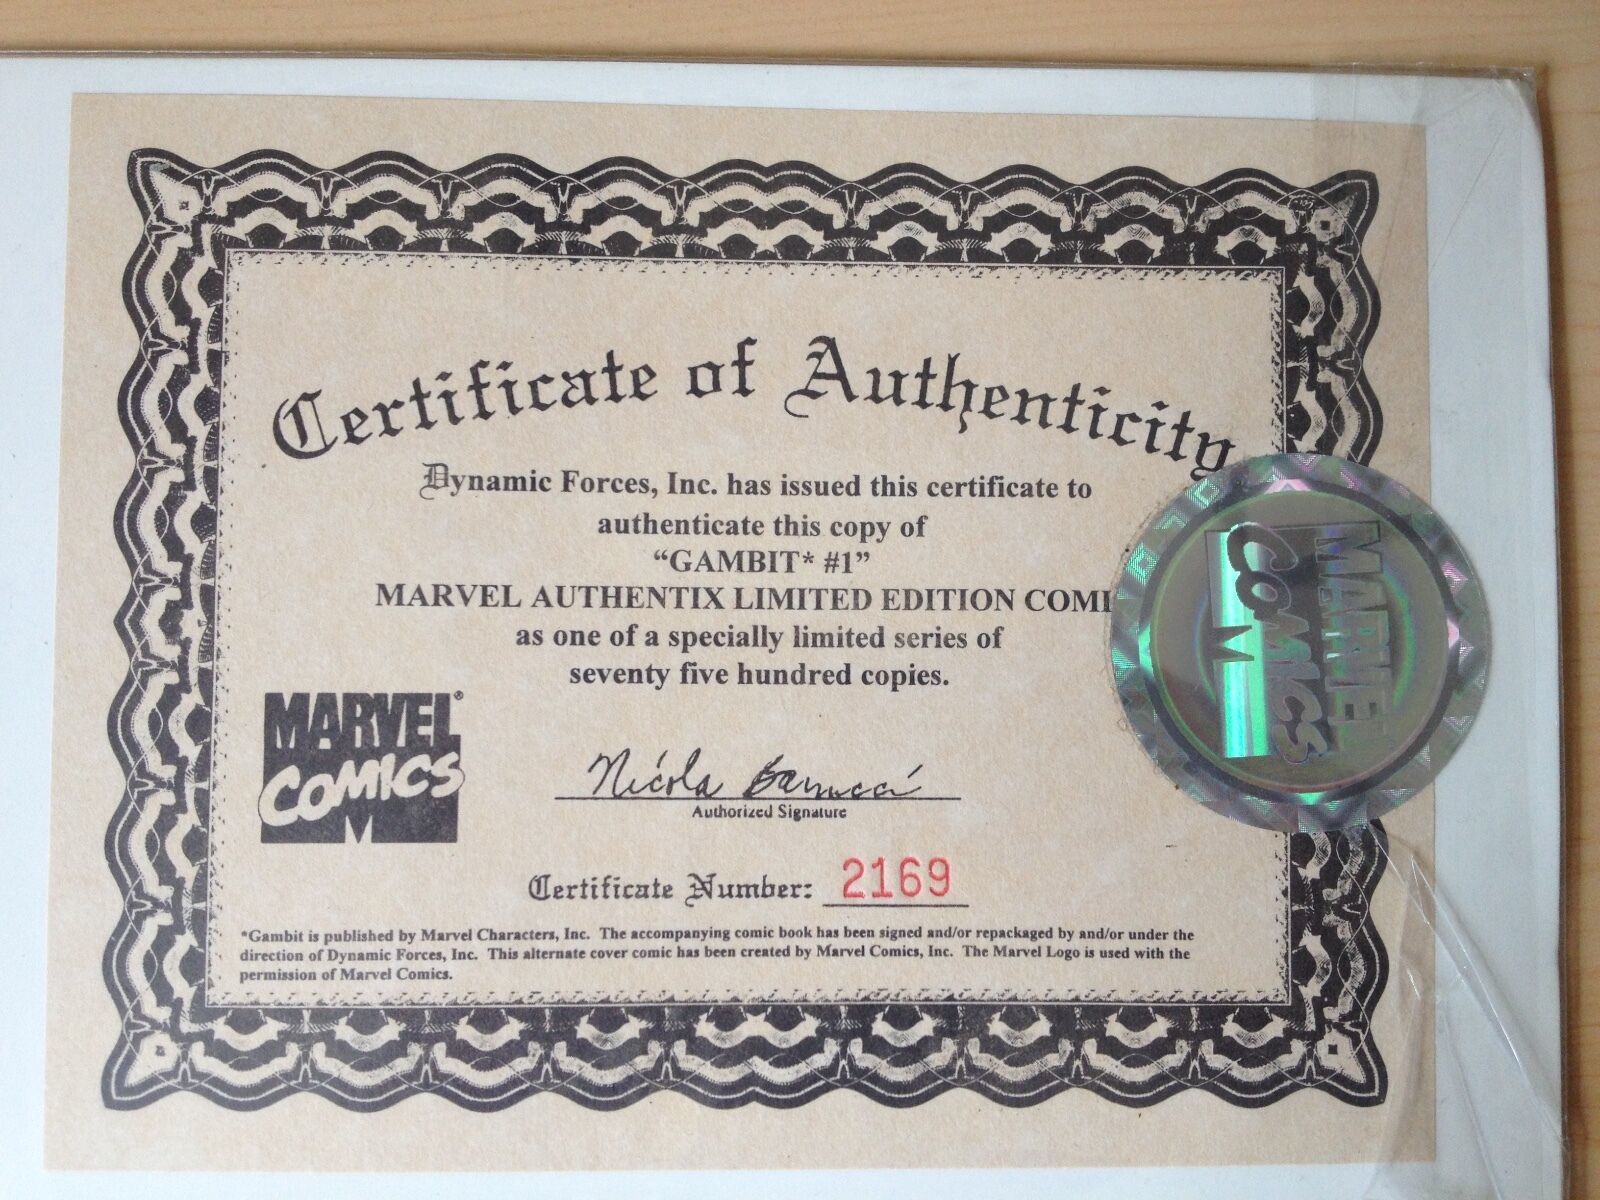 Certificate of Authenticity
Dynamic Forces, Inc. has issued this certificate to
authenticate this copy of
“GAMBIT* #1”
MARVEL AUTHENTIX LIMITED EDITION COMI
as one of a specially limited series of
seventy five hundred copies.
MARVEL®
COMICS
M
Nicola Barrucci
Authorized Signature
Certificate Number: 2169
*Gambit is published by Marvel Characters, Inc. The accompanying comic book has been signed and/or repackaged by and/or under the
direction of Dynamic Forces, Inc. This alternate cover comic has been created by Marvel Comics, Inc. The Marvel Logo is used with the
permission of Marvel Comics.
MARVEL
COMICS
M